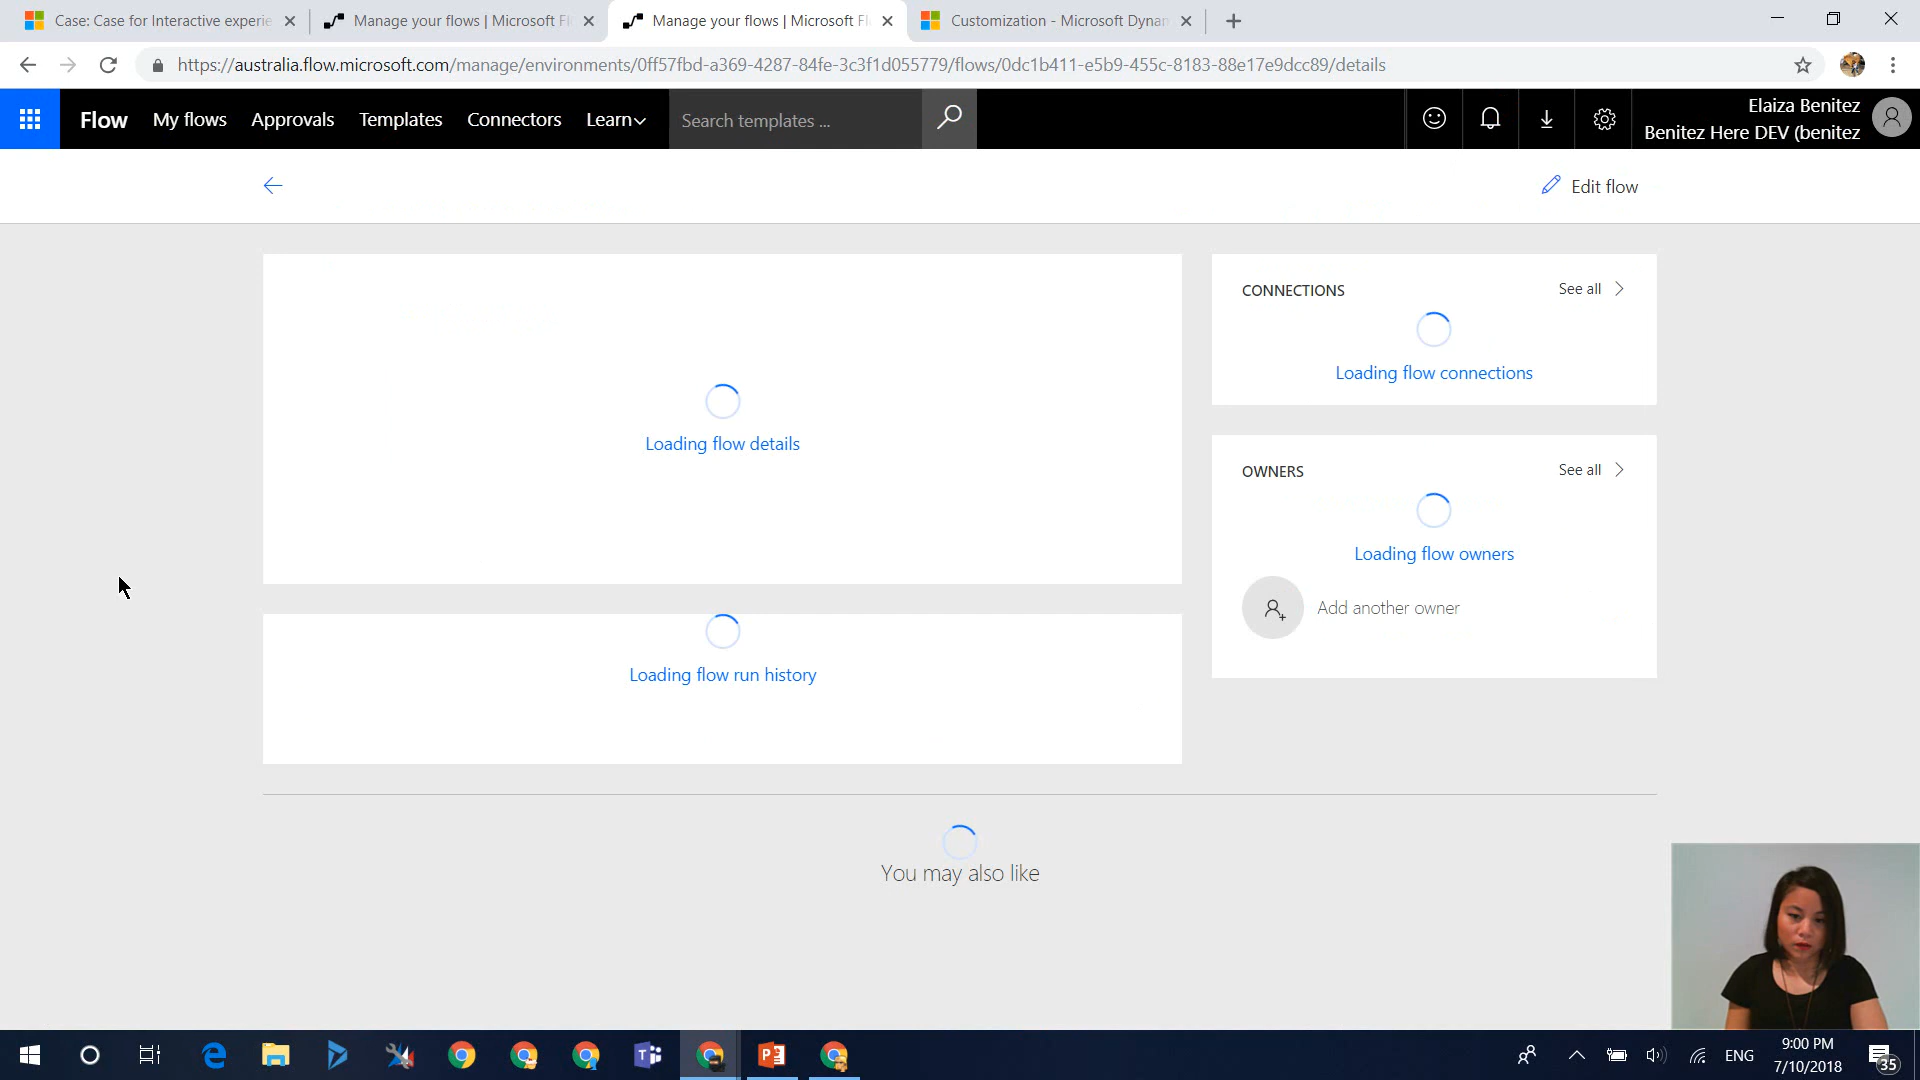 Case: Case for Interactive experie
Manage your flows | Microsoft Fl
Manage your flows | Microsoft Fl
Customization - Microsoft Dynam
https://australia.flow.microsoft.com/manage/environments/0ff57fbd-a369-4287-84fe-3c3f1d055779/flows/0dc1b411-e5b9-455c-8183-88e17e9dcc89/details
Flow
My flows
Approvals
Templates
Connectors
Learn
Search templates ...
Elaiza Benitez
Benitez Here DEV (benitez
Edit flow
CONNECTIONS
See all
Loading flow connections
Loading flow details
OWNERS
See all
Loading flow owners
Add another owner
Loading flow run history
You may also like
ENG
9:00 PM
7/10/2018
35